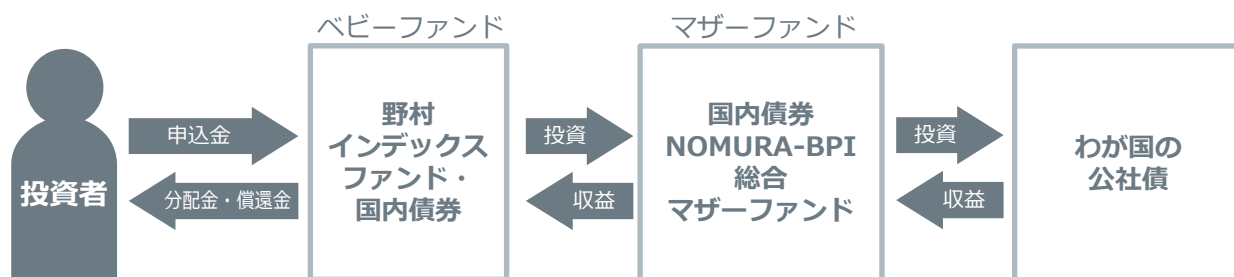 ベビーファンド
マザーファンド
投資者
申込金
分配金・償還金
野村
インデックス
ファンド・
国内債券
投資
収益
国内債券
NOMURA-BPI
総合
マザーファンド
投資
収益
わが国の
公社債